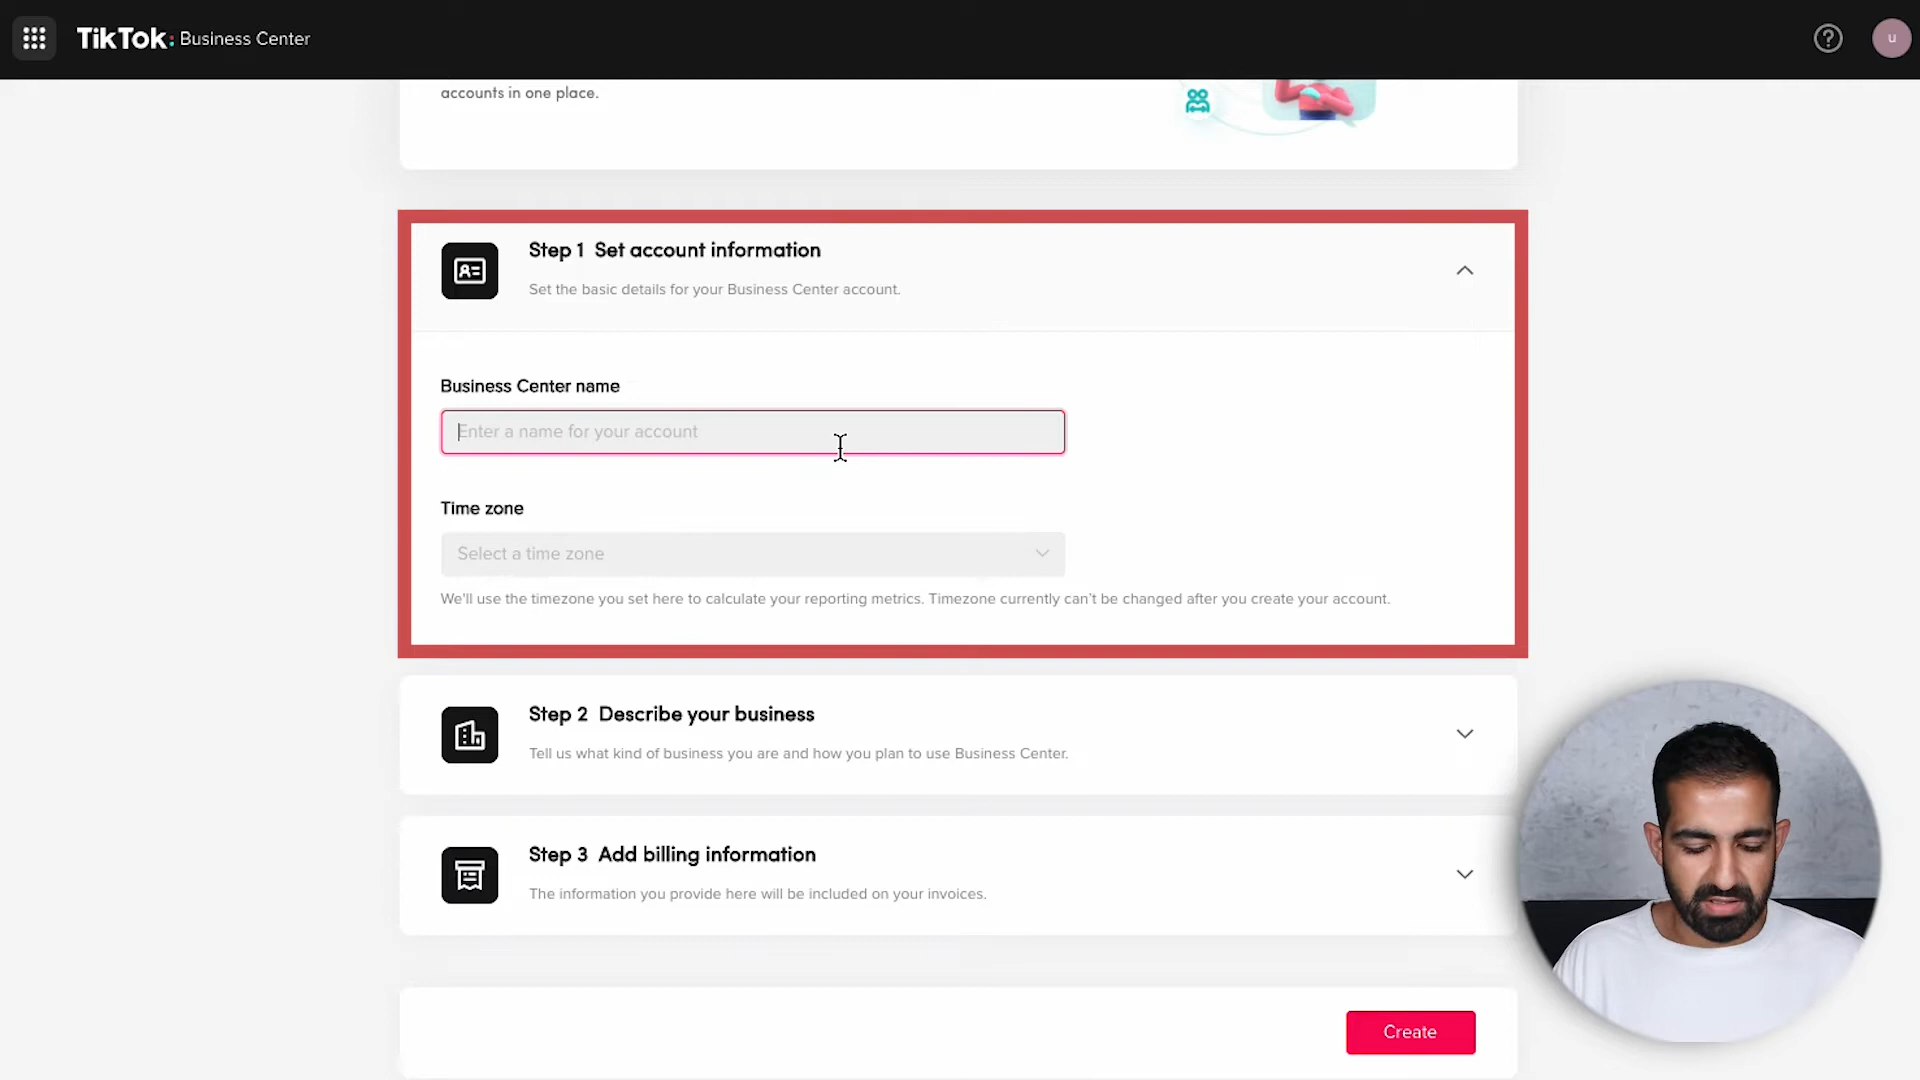 TikTok: Business Center
u
accounts in one place.
Step 1 Set account information
Set the basic details for your Business Center account.
Business Center name
Enter a name for your account
Time zone
Select a time zone
We'll use the timezone you set here to calculate your reporting metrics. Timezone currently can't be changed after you create your account.
Step 2 Describe your business
Tell us what kind of business you are and how you plan to use Business Center.
Step 3 Add billing information
The information you provide here will be included on your invoices.
Create